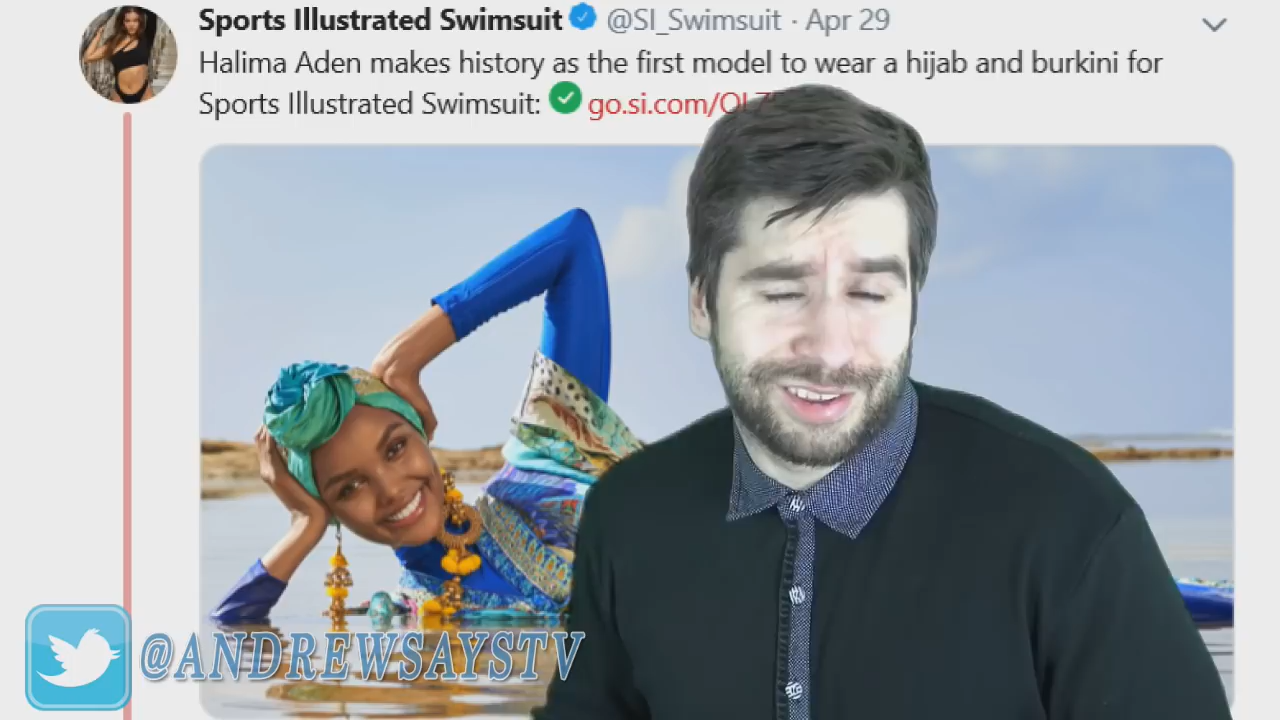 Sports Illustrated Swimsuit @SI_Swimsuit · Apr 29
Halima Aden makes history as the first model to wear a hijab and burkini for
Sports Illustrated Swimsuit: go.si.com/
@ANDREWSAYSTV